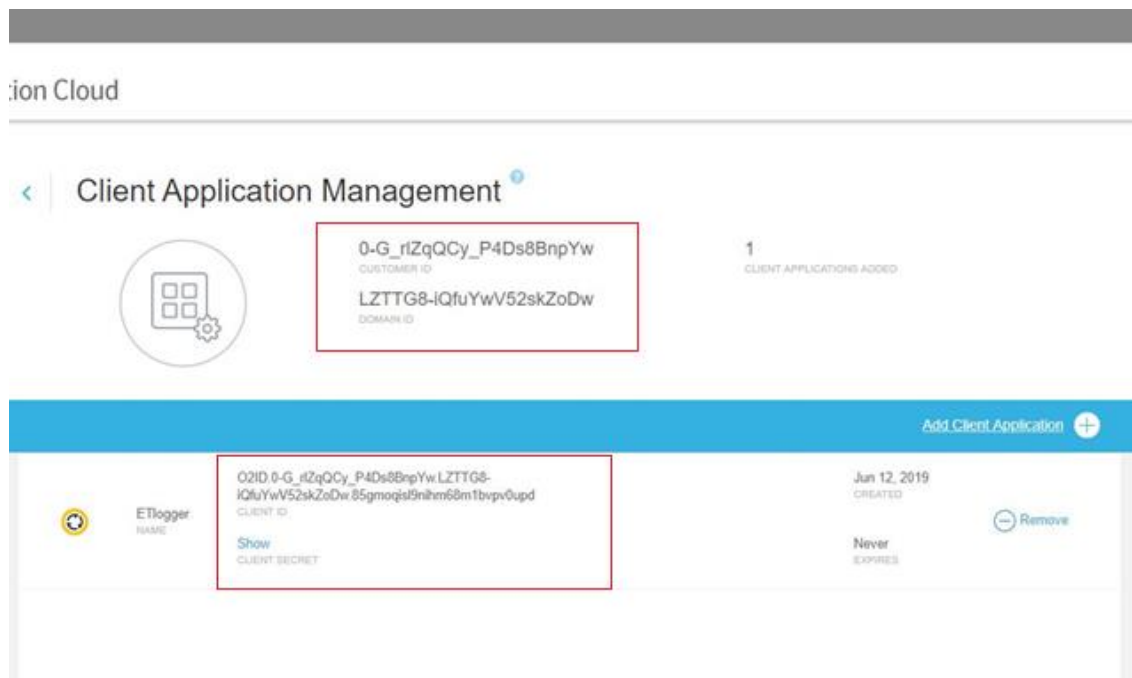 tion Cloud
Client Application Management
?
0-G_rlZqQCy_P4Ds8BnpYw
CUSTOMER ID
LZTTG8-iQfuYwV52skZoDw
DOMAIN ID
1
CLIENT APPLICATIONS ADDED
Add Client Application
ETlogger
NAME
O2ID.0-G_rlZqQCy_P4Ds8BnpYw.LZTTG8-
iQfuYwV52skZoDw.85gmoqisl9nihm68m1bvpv0upd
CLIENT ID
Show
CLIENT SECRET
Jun 12, 2019
CREATED
Never
EXPIRES
Remove